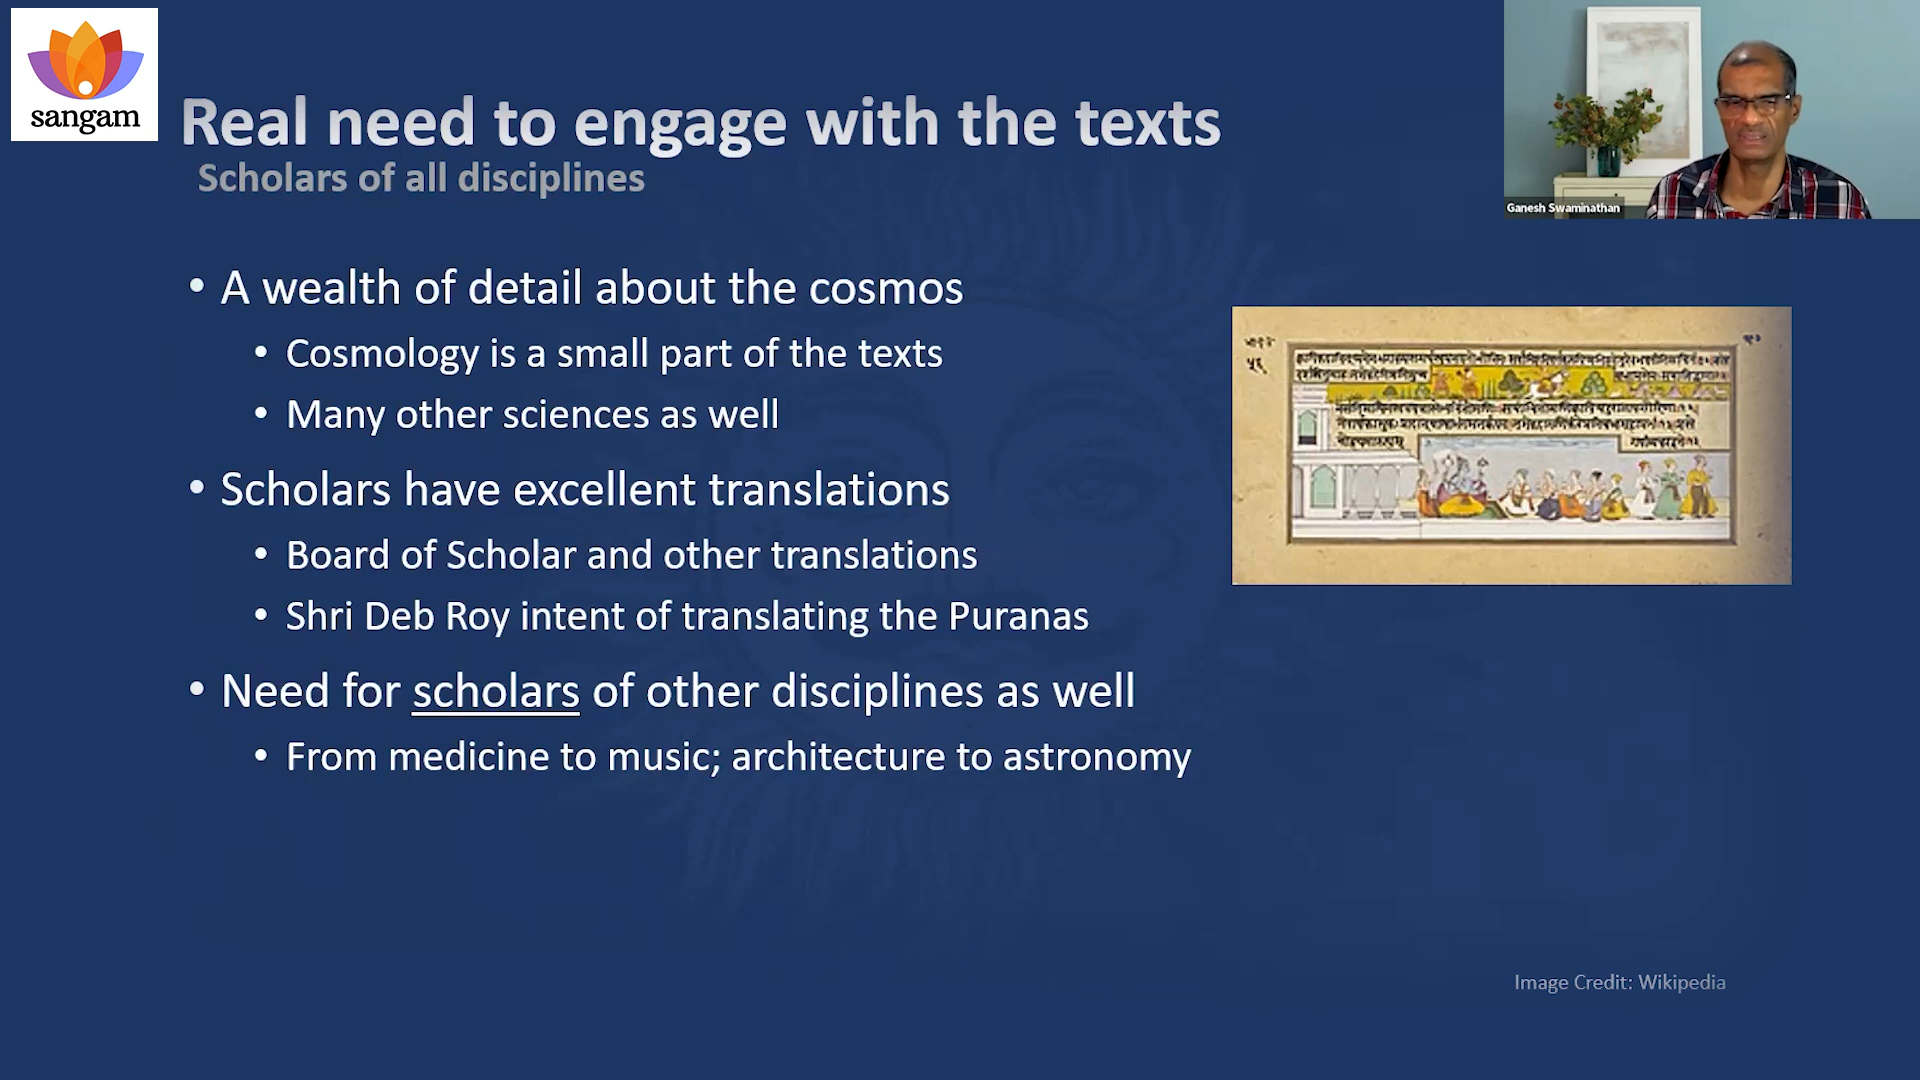 sangam
Real need to engage with the texts
Scholars of all disciplines
Ganesh Swaminathan
• A wealth of detail about the cosmos
• Cosmology is a small part of the texts
• Many other sciences as well
• Scholars have excellent translations
• Board of Scholar and other translations
• Shri Deb Roy intent of translating the Puranas
• Need for scholars of other disciplines as well
• From medicine to music; architecture to astronomy
Image Credit: Wikipedia